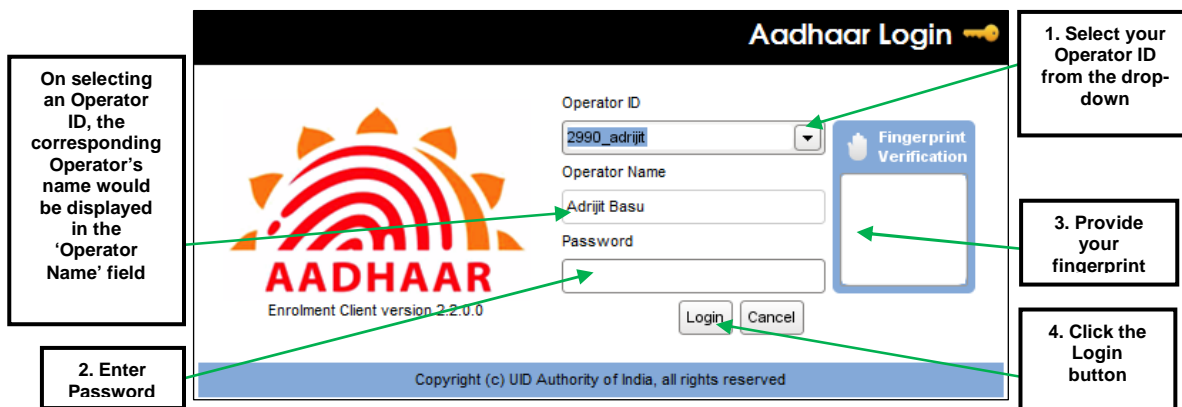 Aadhaar Login
On selecting
an Operator
ID, the
corresponding
Operator's
name would
be displayed
in the
‘Operator
Name’ field
2. Enter
Password
AADHAAR
Enrolment Client version 2.2.0.0
Operator ID
2990_adrijit
Operator Name
Adrijit Basu
Password
Login
Cancel
Fingerprint
Verification
Copyright (c) UID Authority of India, all rights reserved
1. Select your
Operator ID
from the drop-
down
3. Provide
your
fingerprint
4. Click the
Login
button